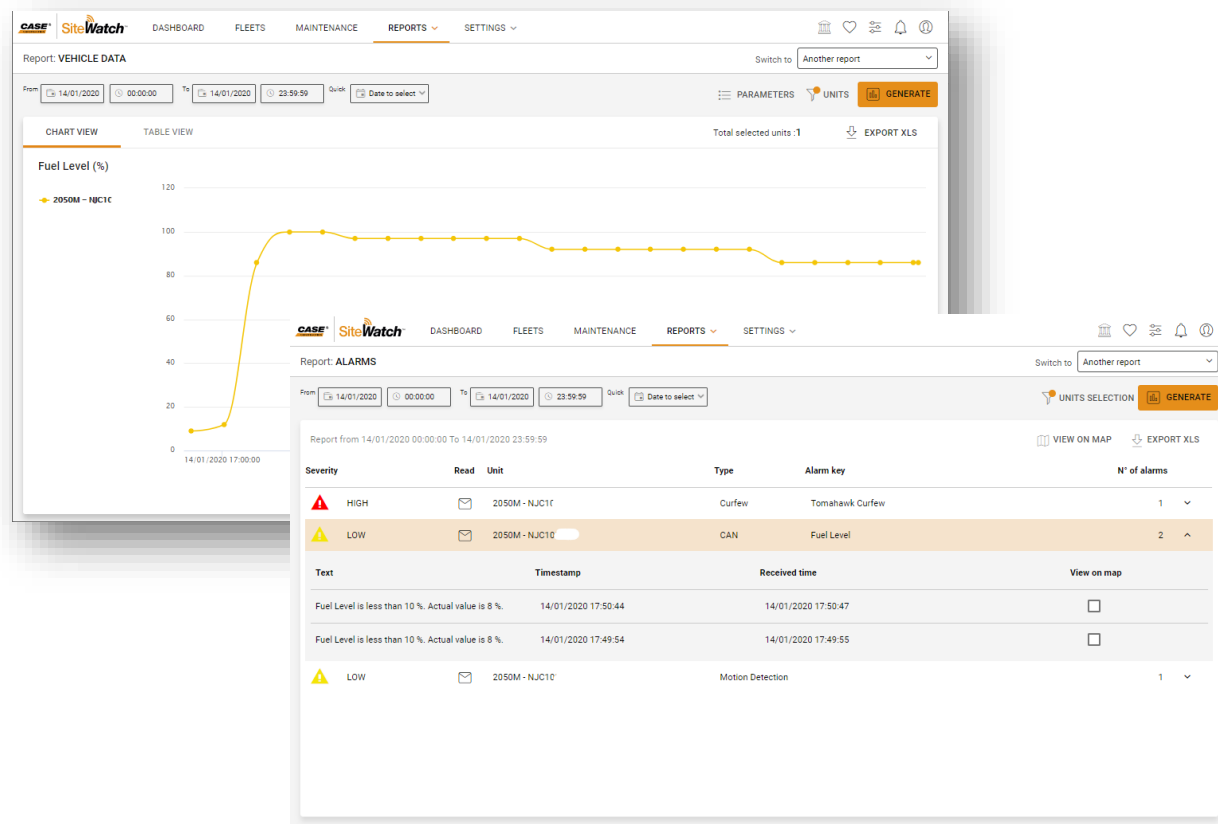 CASE SiteWatch DASHBOARD FLEETS MAINTENANCE REPORTS SETTINGS
Report: VEHICLE DATA Switch to Another report
From 14/01/2020 00:00:00 To 14/01/2020 23:59:59 Quick Date to select PARAMETERS UNITS GENERATE
CHART VIEW TABLE VIEW Total selected units :1 EXPORT XLS
Fuel Level (%)
2050M – NJC10
120
100
80
60
40
20
0
14/01/2020 17:00:00
CASE SiteWatch DASHBOARD FLEETS MAINTENANCE REPORTS SETTINGS
Report: ALARMS Switch to Another report
From 14/01/2020 00:00:00 To 14/01/2020 23:59:59 Quick Date to select UNITS SELECTION GENERATE
Report from 14/01/2020 00:00:00 To 14/01/2020 23:59:59 VIEW ON MAP EXPORT XLS
Severity Read Unit Type Alarm key N° of alarms
HIGH 2050M - NJC10 Curfew Tomahawk Curfew 1
LOW 2050M - NJC10 CAN Fuel Level 2
Text Timestamp Received time View on map
Fuel Level is less than 10 %. Actual value is 8 %. 14/01/2020 17:50:44 14/01/2020 17:50:47
Fuel Level is less than 10 %. Actual value is 8 %. 14/01/2020 17:49:54 14/01/2020 17:49:55
LOW 2050M - NJC10 Motion Detection 1